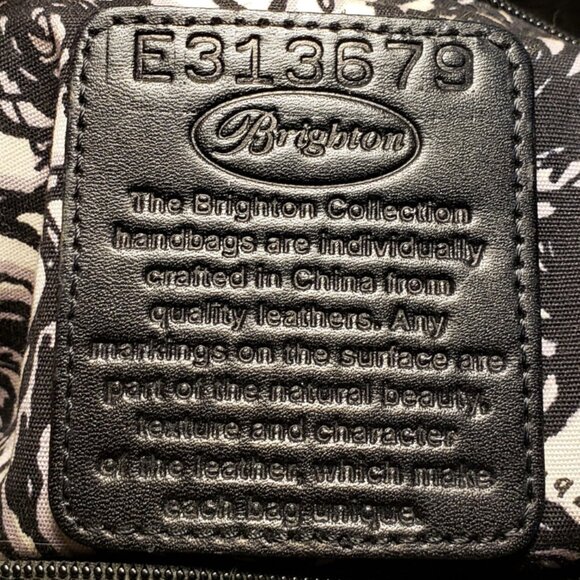 E313679
Brighton
The Brighton Collection
handbags are individually
crafted in China from
quality leathers. Any
markings on the surface are
part of the natural beauty,
texture and character
of the leather, which make
each bag unique.